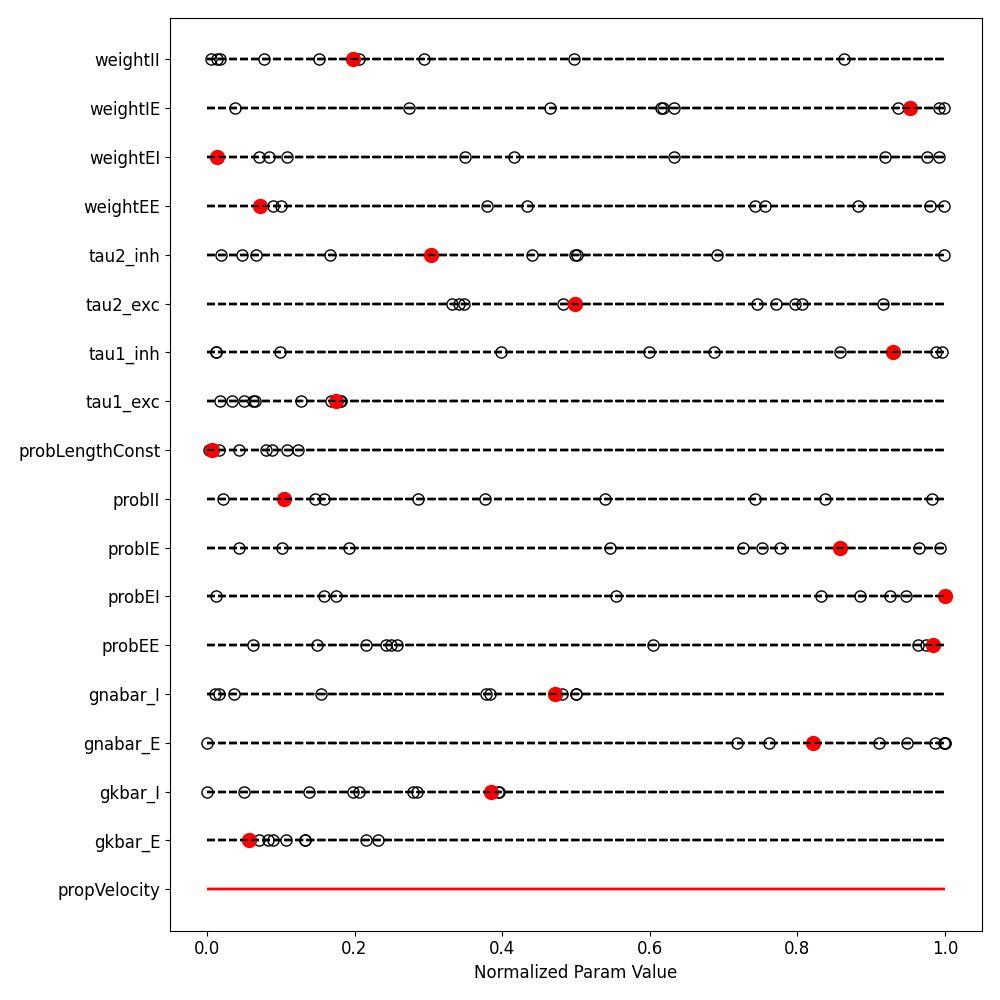 weightII
weightIE
weightEI
weightEE
tau2_inh
tau2_exc
tau1_inh
tau1_exc
probLengthConst
probII
probIE
probEI
probEE
gnabar_I
gnabar_E
gkbar_I
gkbar_E
propVelocity
0.0 0.2 0.4 0.6 0.8 1.0
Normalized Param Value